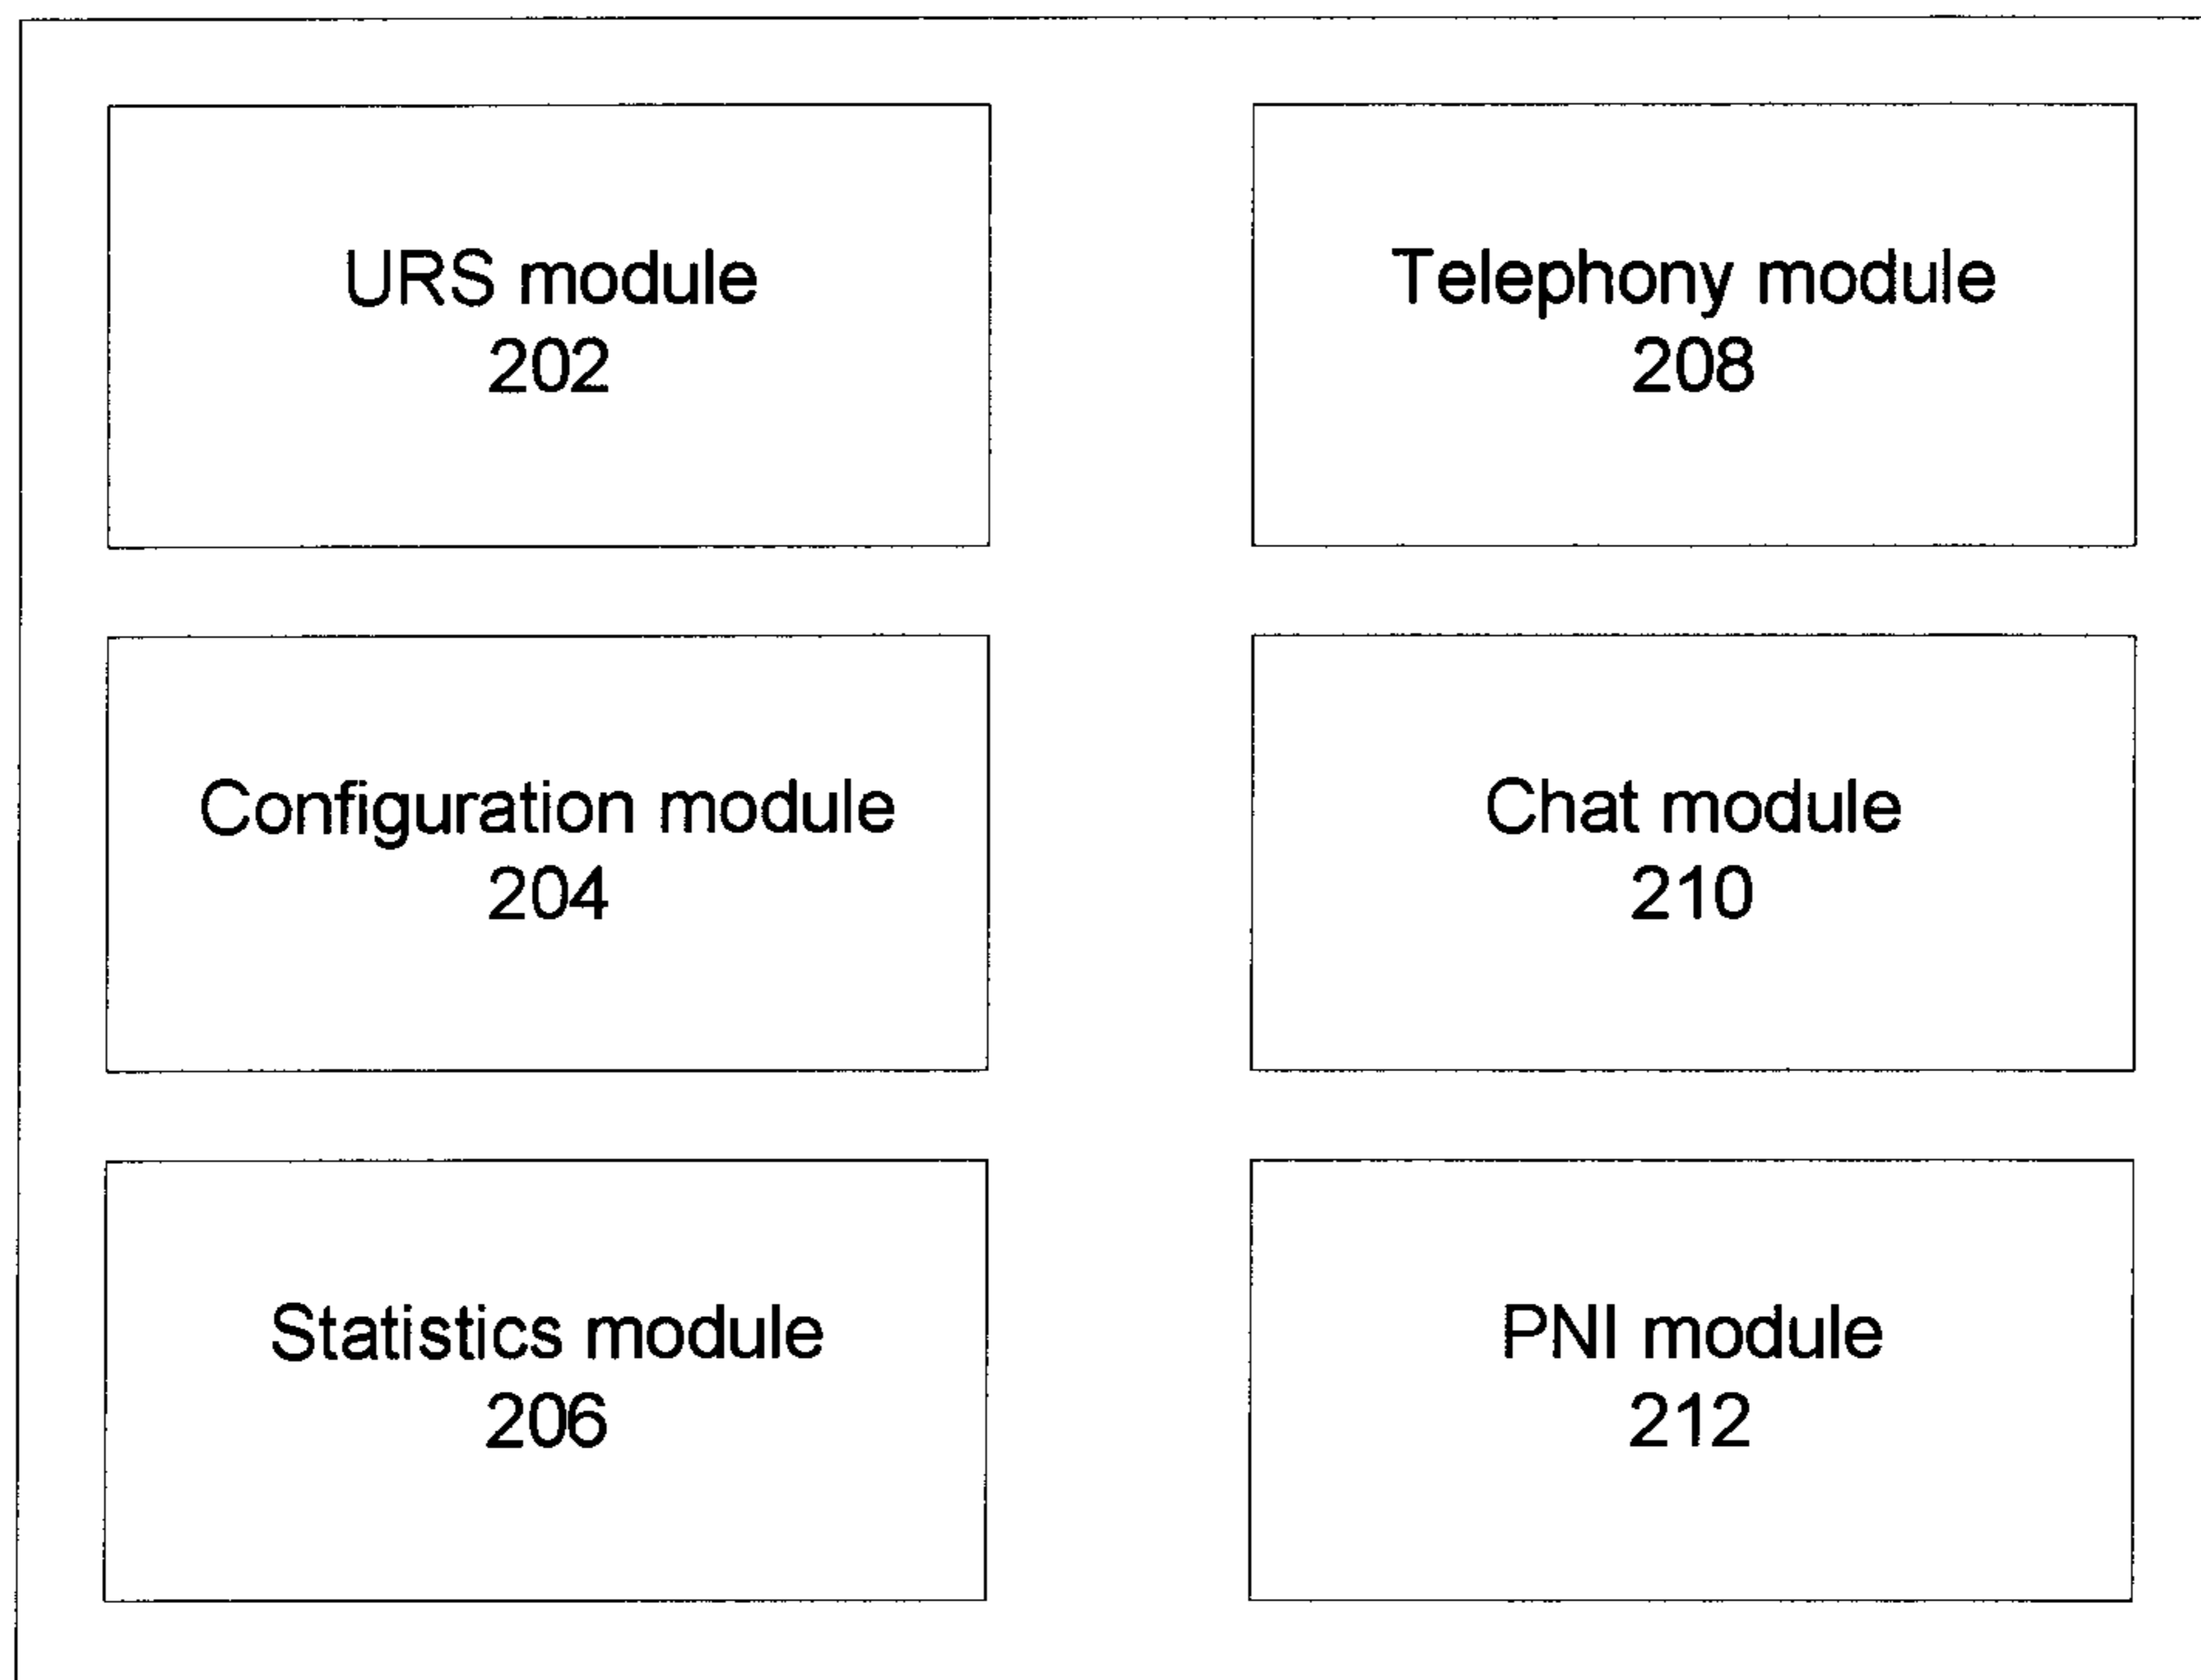 URS module
202
Telephony module
208
Configuration module
204
Chat module
210
Statistics module
206
PNI module
212